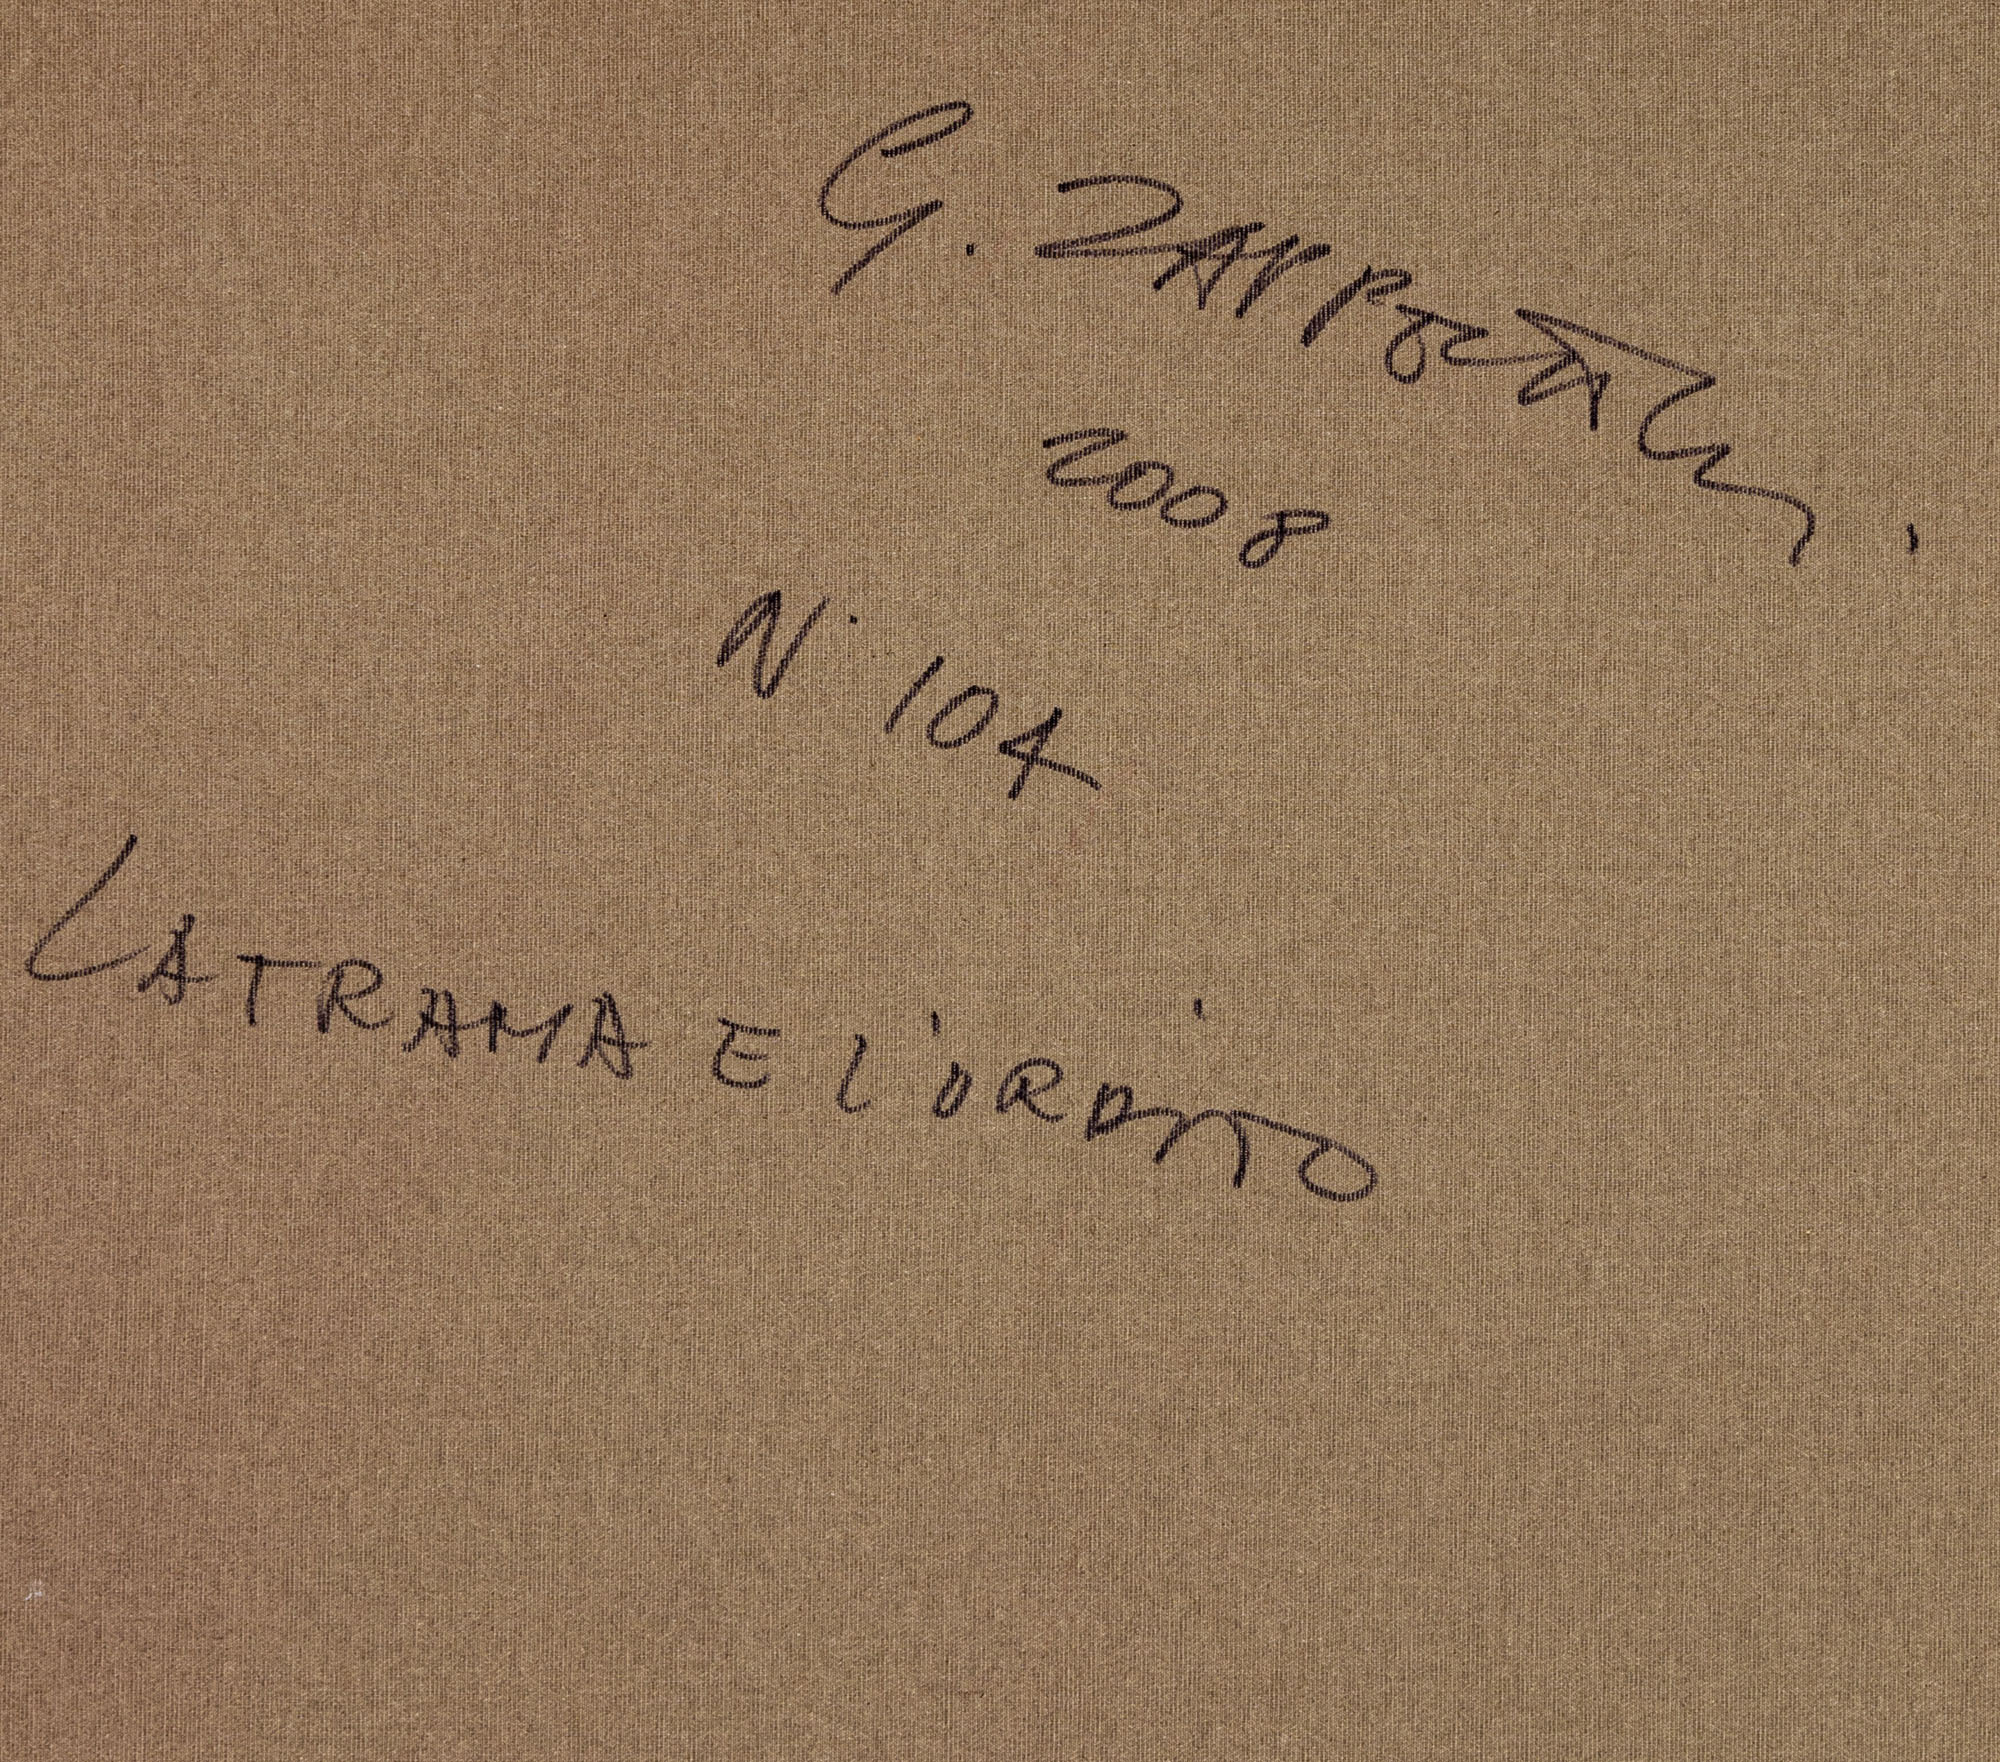 G. ZAPPETTINI.
2008
N. 104
LA TRAMA E L'ORDITO